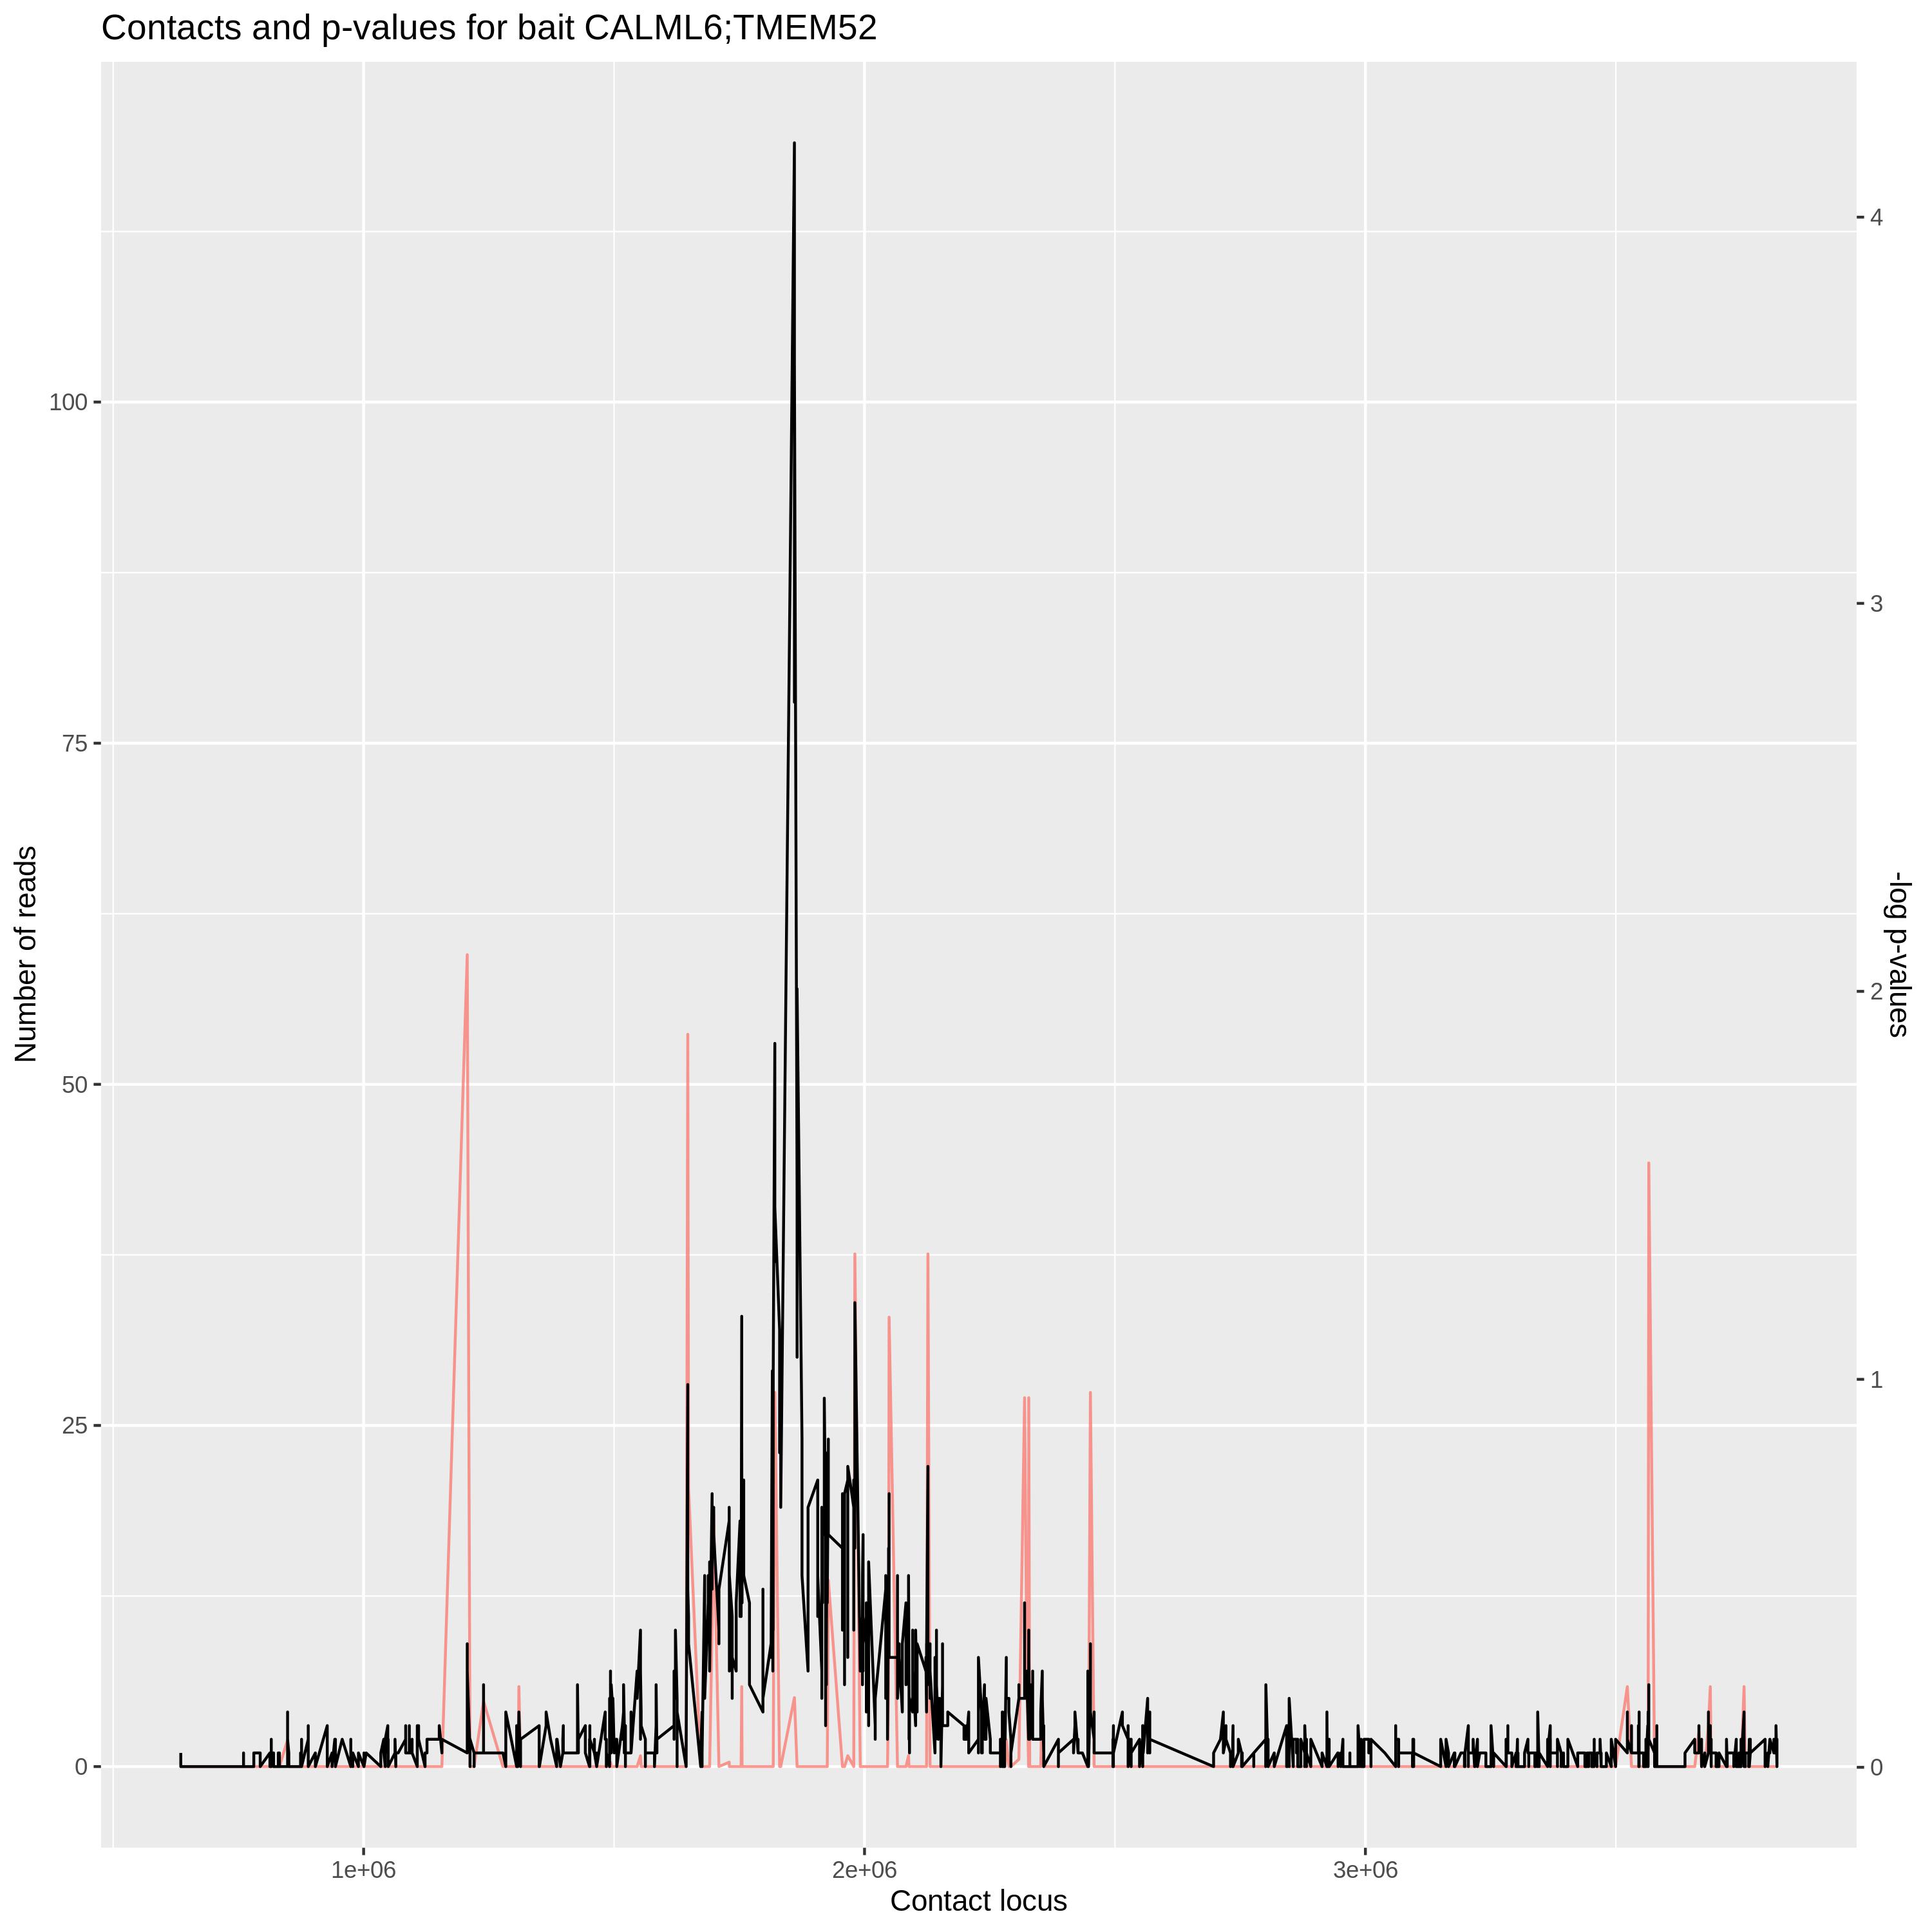 Contacts and p-values for bait CALML6;TMEM52
Number of reads
100
75
50
25
0
4
3
2
1
0
-log p-values
1e+06
2e+06
3e+06
Contact locus